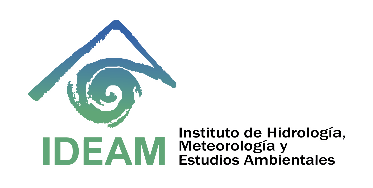 IDEAM
Instituto de Hidrología,
Meteorología y
Estudios Ambientales